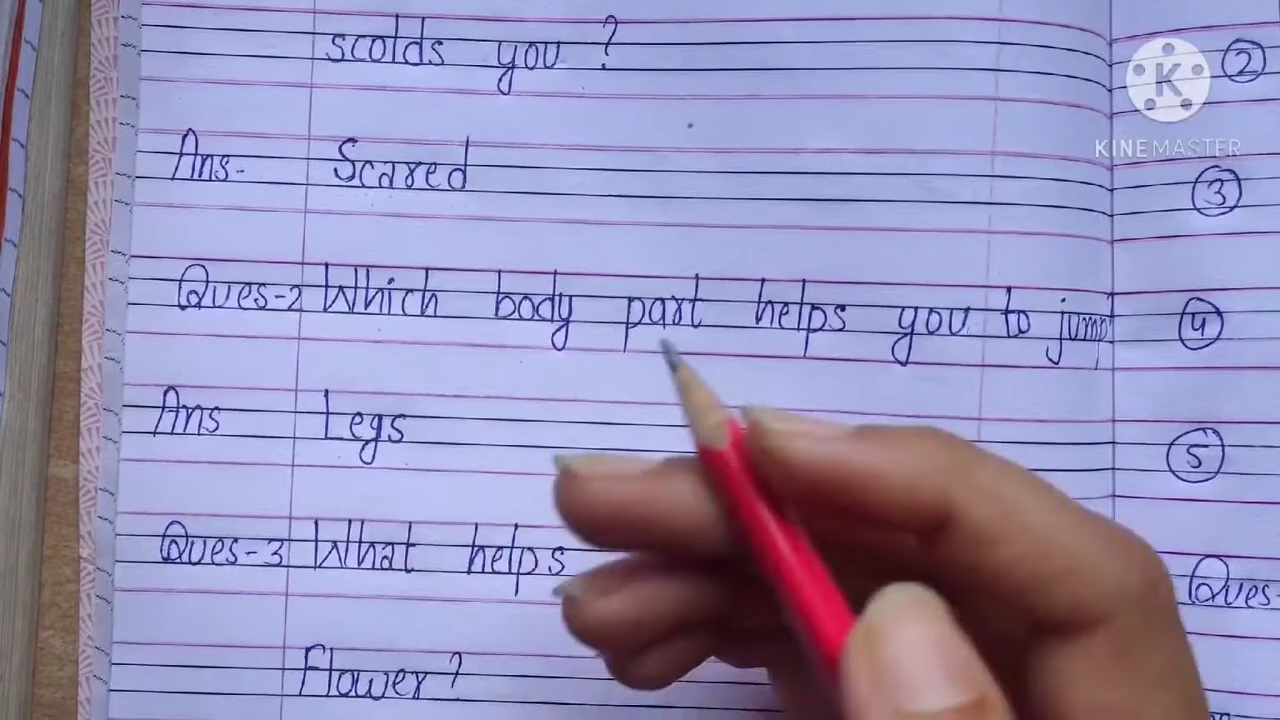 scolds you ?
Ans- Scared
Ques-2 Which body part helps you to jump
Ans Legs
Ques-3 What helps
Flower ?
2
3
4
5
Ques-
K
KINEMASTER